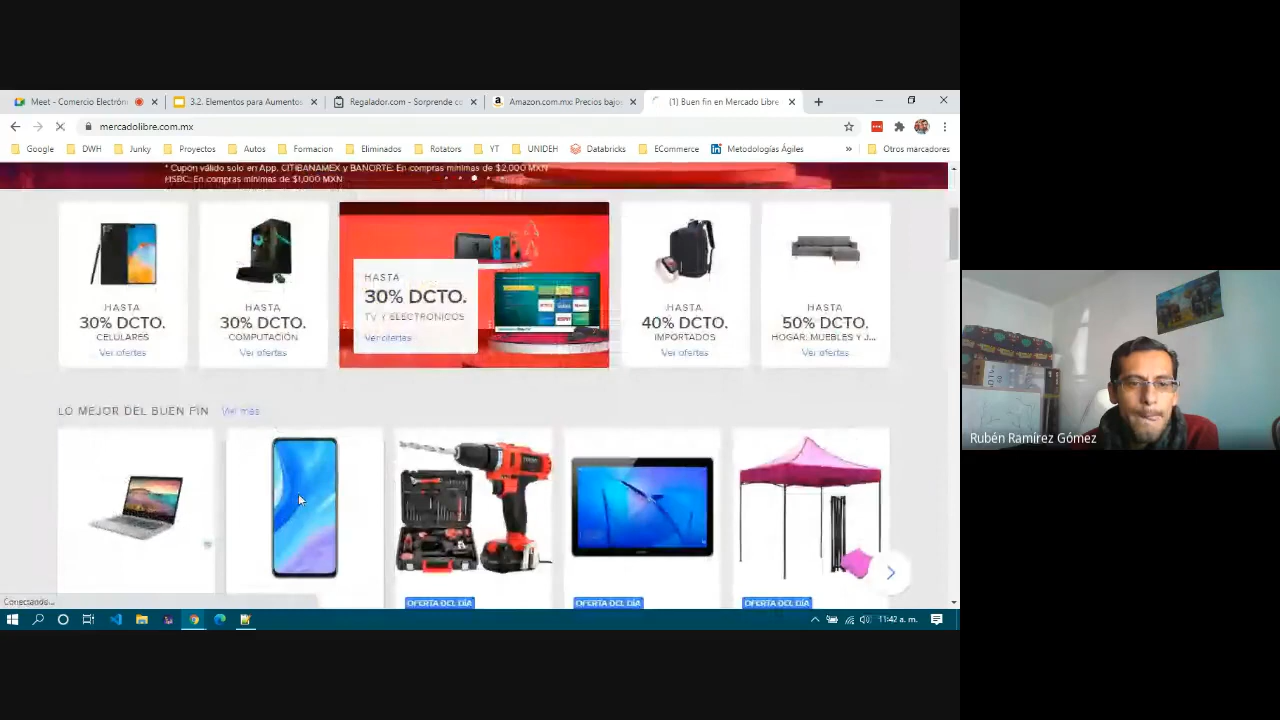 Meet - Comercio Electrón
3.2. Elementos para Aumentos
Regalador.com - Sorprende co
Amazon.com.mx: Precios bajos
(1) Buen fin en Mercado Libre
mercadolibre.com.mx
Google
DWH
Junky
Proyectos
Autos
Formacion
Eliminados
Rotators
YT
UNIDEH
Databricks
ECommerce
Metodologías Ágiles
»
Otros marcadores
* Cupón válido solo en App, CITIBANAMEX y BANORTE: En compras mínimas de $2,000 MXN
HSBC: En compras mínimas de $1,000 MXN
HASTA
30% DCTO.
CELULARES
Ver ofertas
HASTA
30% DCTO.
COMPUTACIÓN
Ver ofertas
HASTA
30% DCTO.
TV Y ELECTRÓNICOS
Ver ofertas
HASTA
40% DCTO.
IMPORTADOS
Ver ofertas
HASTA
50% DCTO.
HOGAR, MUEBLES Y J...
Ver ofertas
LO MEJOR DEL BUEN FIN Ver más
OFERTA DEL DÍA
OFERTA DEL DÍA
OFERTA DEL DÍA
Conectando...
11:42 a. m.
Rubén Ramírez Gómez